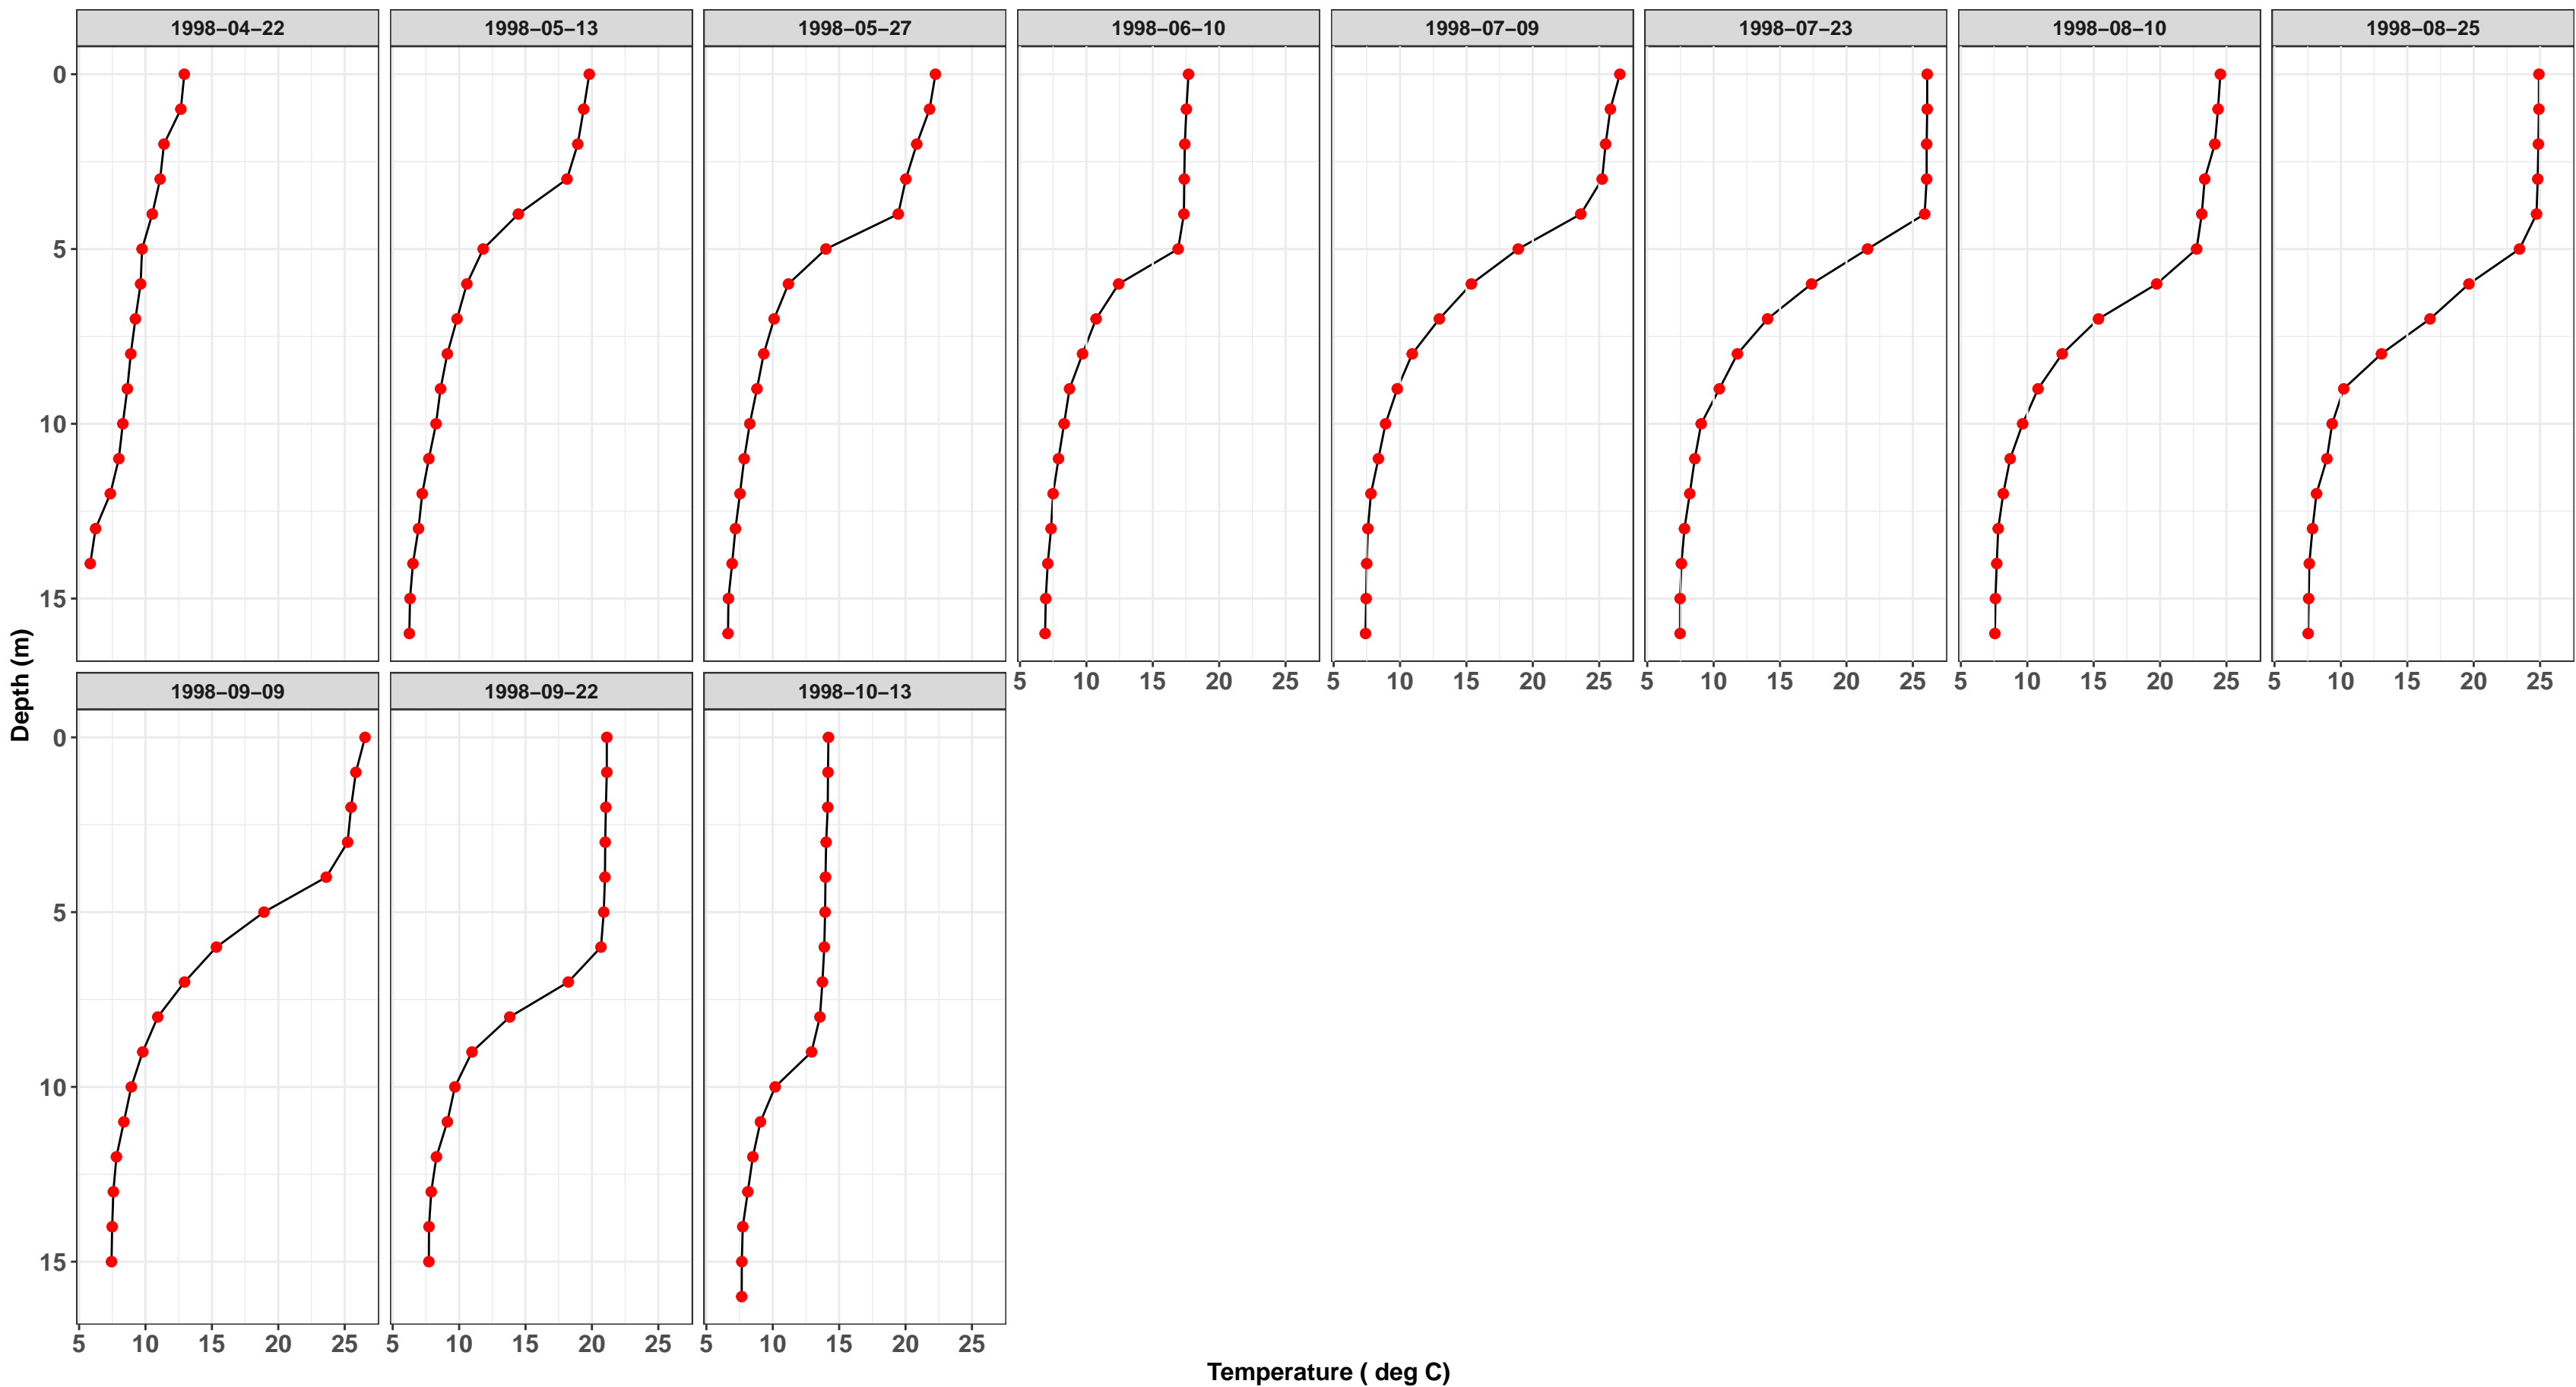 1998–04–22 1998–05–13 1998–05–27 1998–06–10 1998–07–09 1998–07–23 1998–08–10 1998–08–25
0
5
10
15
5 10 15 20 25 5 10 15 20 25 5 10 15 20 25 5 10 15 20 25 5 10 15 20 25
Depth (m)
1998–09–09 1998–09–22 1998–10–13
0
5
10
15
5 10 15 20 25 5 10 15 20 25 5 10 15 20 25
Temperature ( deg C)